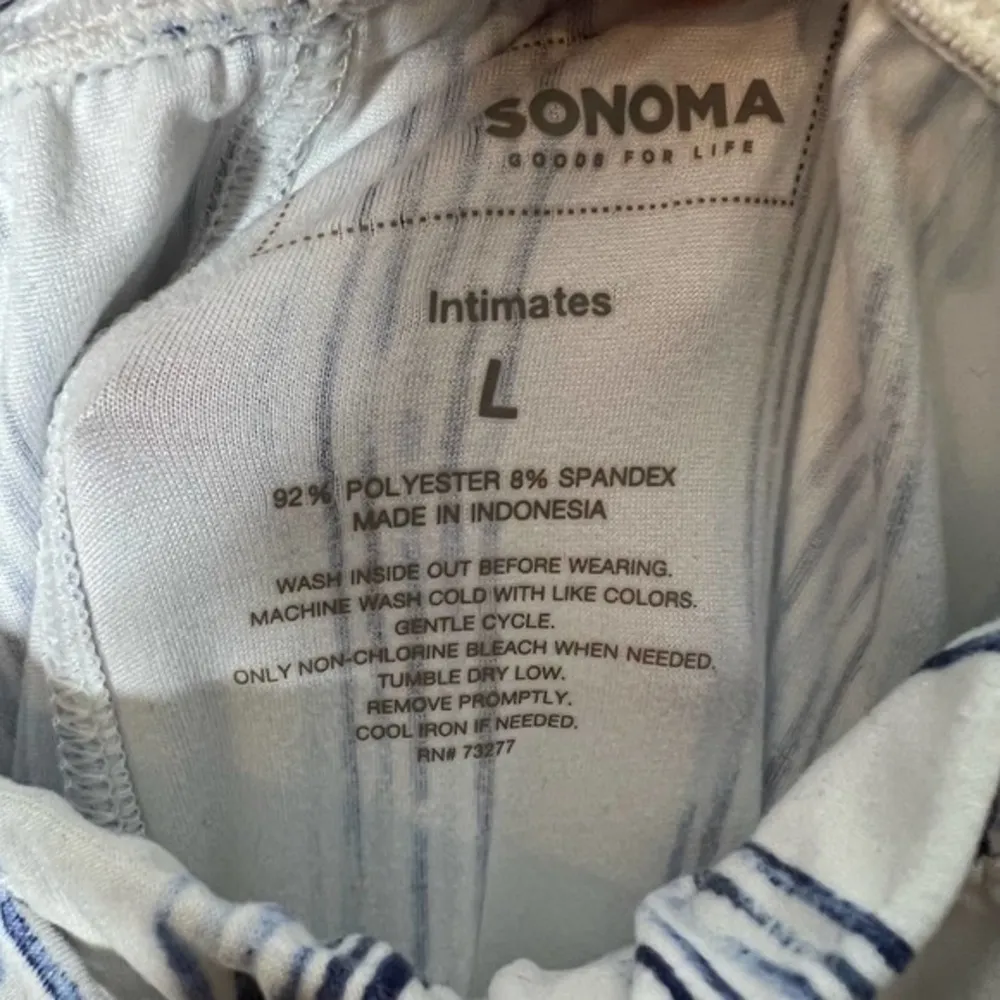 SONOMA
GOODS FOR LIFE
Intimates
L
92% POLYESTER 8% SPANDEX
MADE IN INDONESIA
WASH INSIDE OUT BEFORE WEARING.
MACHINE WASH COLD WITH LIKE COLORS.
GENTLE CYCLE.
ONLY NON-CHLORINE BLEACH WHEN NEEDED.
TUMBLE DRY LOW.
REMOVE PROMPTLY.
COOL IRON IF NEEDED.
RN# 73277